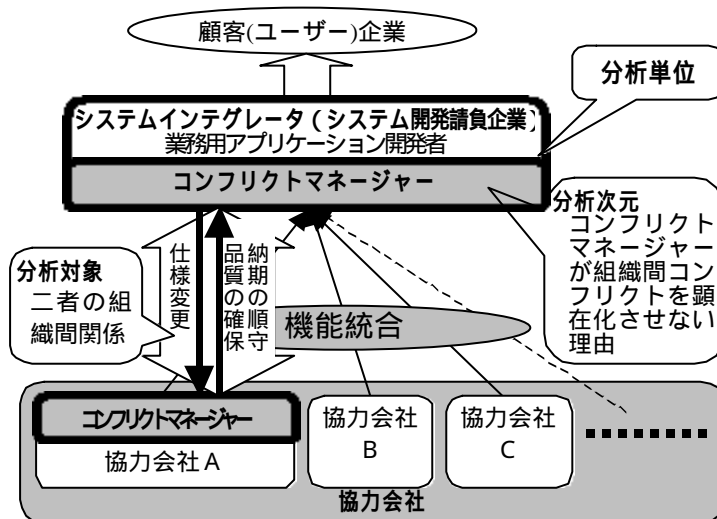 顧客(ユーザー)企業
分析単位
システムインテグレータ（システム開発請負企業）
業務用アプリケーション開発者
コンフリクトマネージャー
分析次元
コンフリクト
マネージャー
が組織間コン
フリクトを顕
在化させない
理由
分析対象
二者の組
織間関係
仕様変更
納期の順守
品質の確保
機能統合
コンフリクトマネージャー
協力会社A
協力会社
B
協力会社
C
協力会社